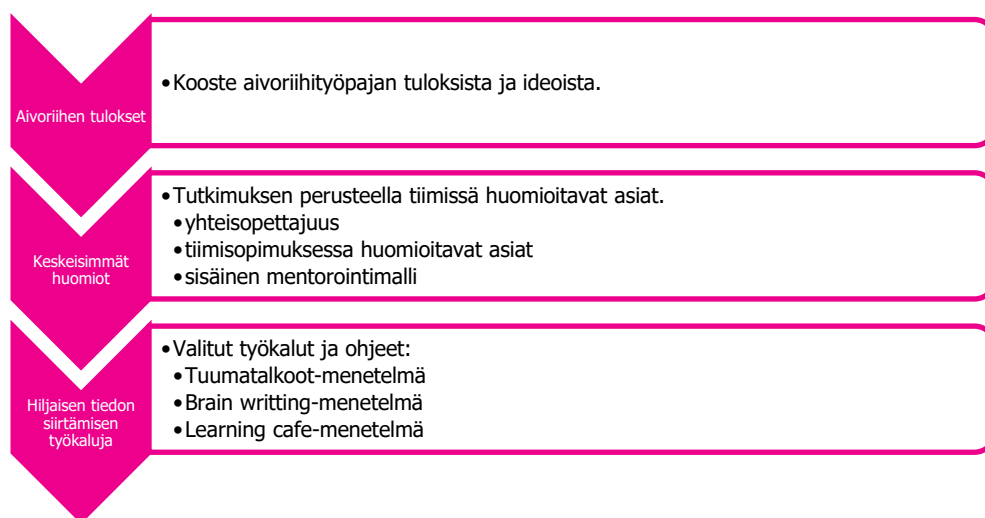 Aivoriihen tulokset
•Kooste aivoriihityöpajan tuloksista ja ideoista.
Keskeisimmät
huomiot
•Tutkimuksen perusteella tiimissä huomioitavat asiat.
•yhteisopettajuus
•tiimisopimuksessa huomioitavat asiat
•sisäinen mentorointimalli
Hiljaisen tiedon
siirtämisen
työkaluja
•Valitut työkalut ja ohjeet:
•Tuumatalkoot-menetelmä
•Brain writting-menetelmä
•Learning cafe-menetelmä